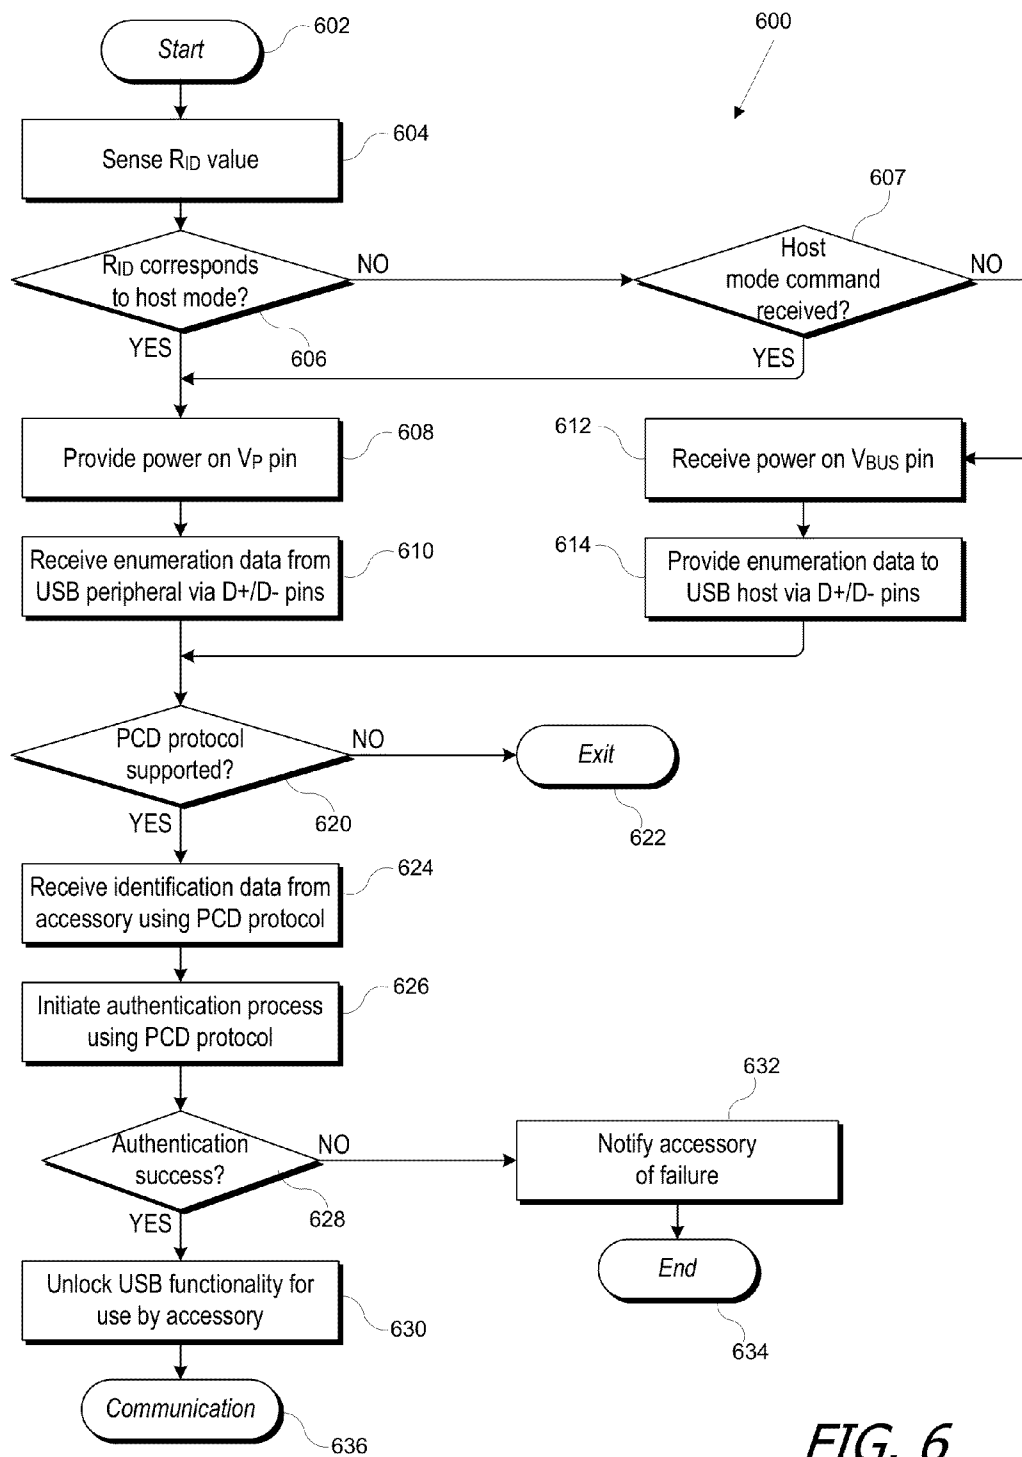 Start
602
600
Sense RID value
604
607
RID corresponds
to host mode?
NO
606
YES
Host
mode command
received?
NO
YES
Provide power on VP pin
608
612
Receive power on VBUS pin
Receive enumeration data from
USB peripheral via D+/D- pins
610
614
Provide enumeration data to
USB host via D+/D- pins
PCD protocol
supported?
NO
620
YES
Exit
622
Receive identification data from
accessory using PCD protocol
624
Initiate authentication process
using PCD protocol
626
Authentication
success?
NO
628
YES
632
Notify accessory
of failure
End
634
Unlock USB functionality for
use by accessory
630
Communication
636
FIG. 6